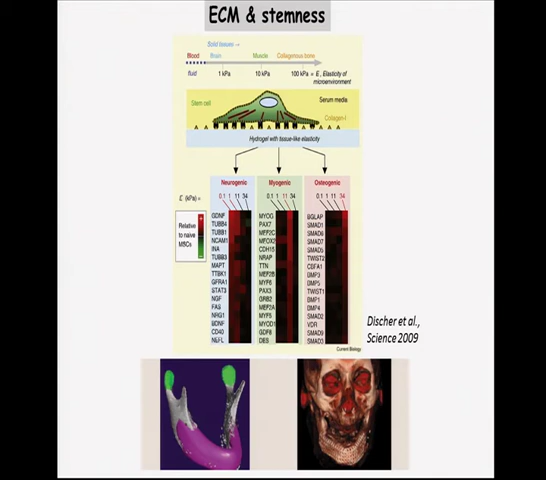 ECM & stemness
Solid tissues →
Blood Brain Muscle Collagenous bone
fluid 1 kPa 10 kPa 100 kPa = E, Elasticity of
microenvironment
Stem cell Serum media
Collagen-I
Hydrogel with tissue-like elasticity
Neurogenic Myogenic Osteogenic
E (kPa) = 0.1 1 11 34 0.1 1 11 34 0.1 1 11 34
Relative
to naive
MSCs
GDNF MYOG BGLAP
TUBB4 PAX7 SMAD1
TUBB1 MEF2C SMAD6
NCAM1 MEOX2 SMAD7
INA CDH15 SMAD5
TUBB3 NRAP TWIST2
MAPT TTN CBFA1
TTBK1 MEF2B BMP3
GFRA1 MYF6 BMP5
STAT3 PAX3 TWIST1
NGF GRB2 BMP1
FAS MEF2A BMP4
NRG1 MYF5 SMAD2
BDNF MYOD1 VDR
CD40 GDF8 SMAD9
NEFL DES SMAD3
Current Biology
Discher et al.,
Science 2009